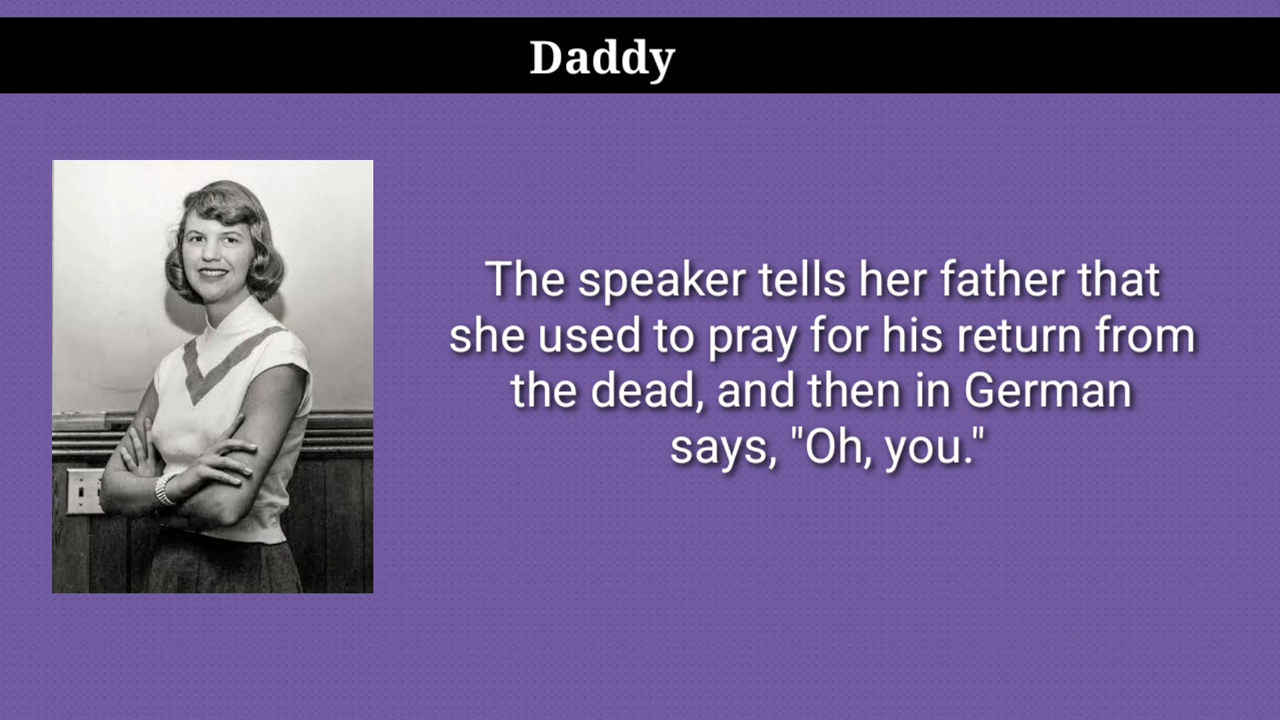 Daddy
The speaker tells her father that
she used to pray for his return from
the dead, and then in German
says, "Oh, you."